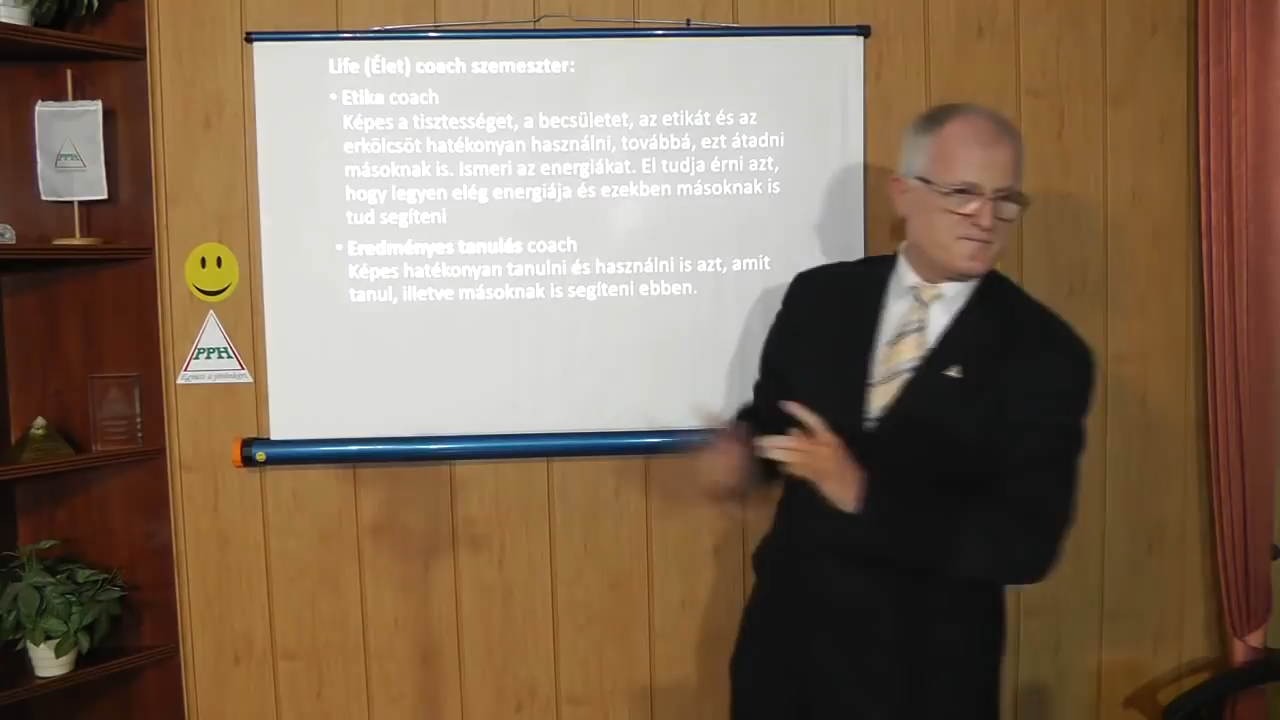 Life (Élet) coach szemeszter:
• Etika coach
Képes a tisztességet, a becsületet, az etikát és az
erkölcsöt hatékonyan használni, továbbá, ezt átadni
másoknak is. Ismeri az energiákat. El tudja érni azt,
hogy legyen elég energiája és ezekben másoknak is
tud segíteni
• Eredményes tanulás coach
Képes hatékonyan tanulni és használni is azt, amit
tanul, illetve másoknak is segíteni ebben.
PPH
PPH